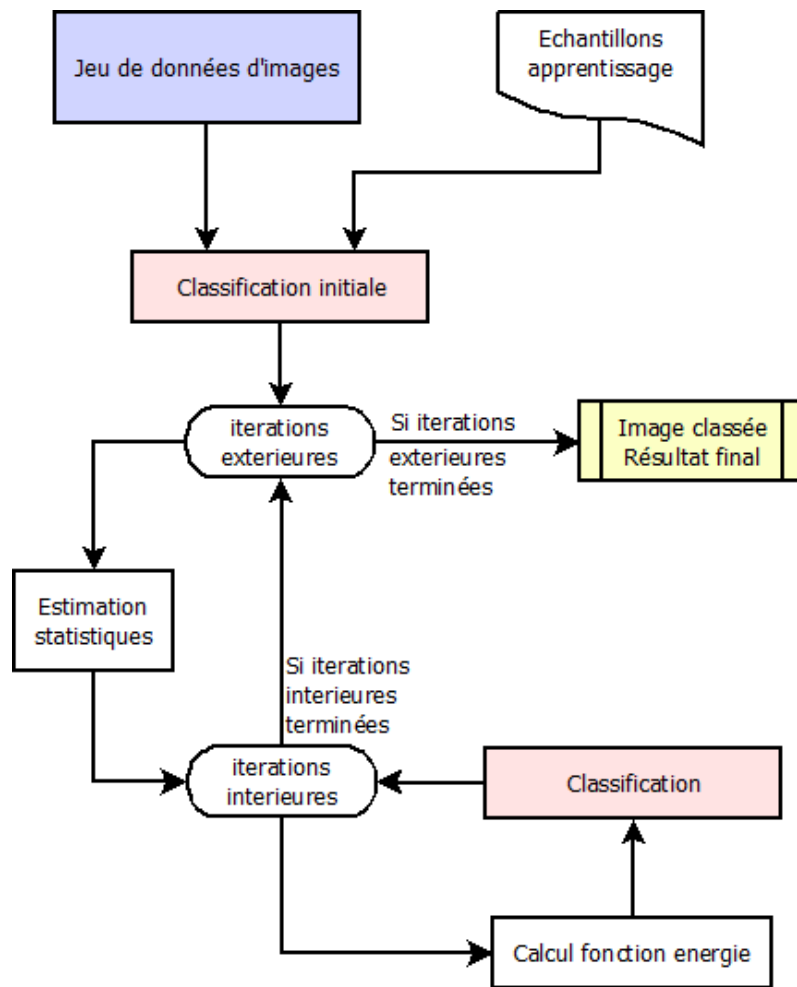 Jeu de données d'images
Echantillons
apprentissage
Classification initiale
iterations
exterieures
Si iterations
exterieures
terminées
Image classée
Résultat final
Estimation
statistiques
Si iterations
interieures
terminées
iterations
interieures
Classification
Calcul fonction energie